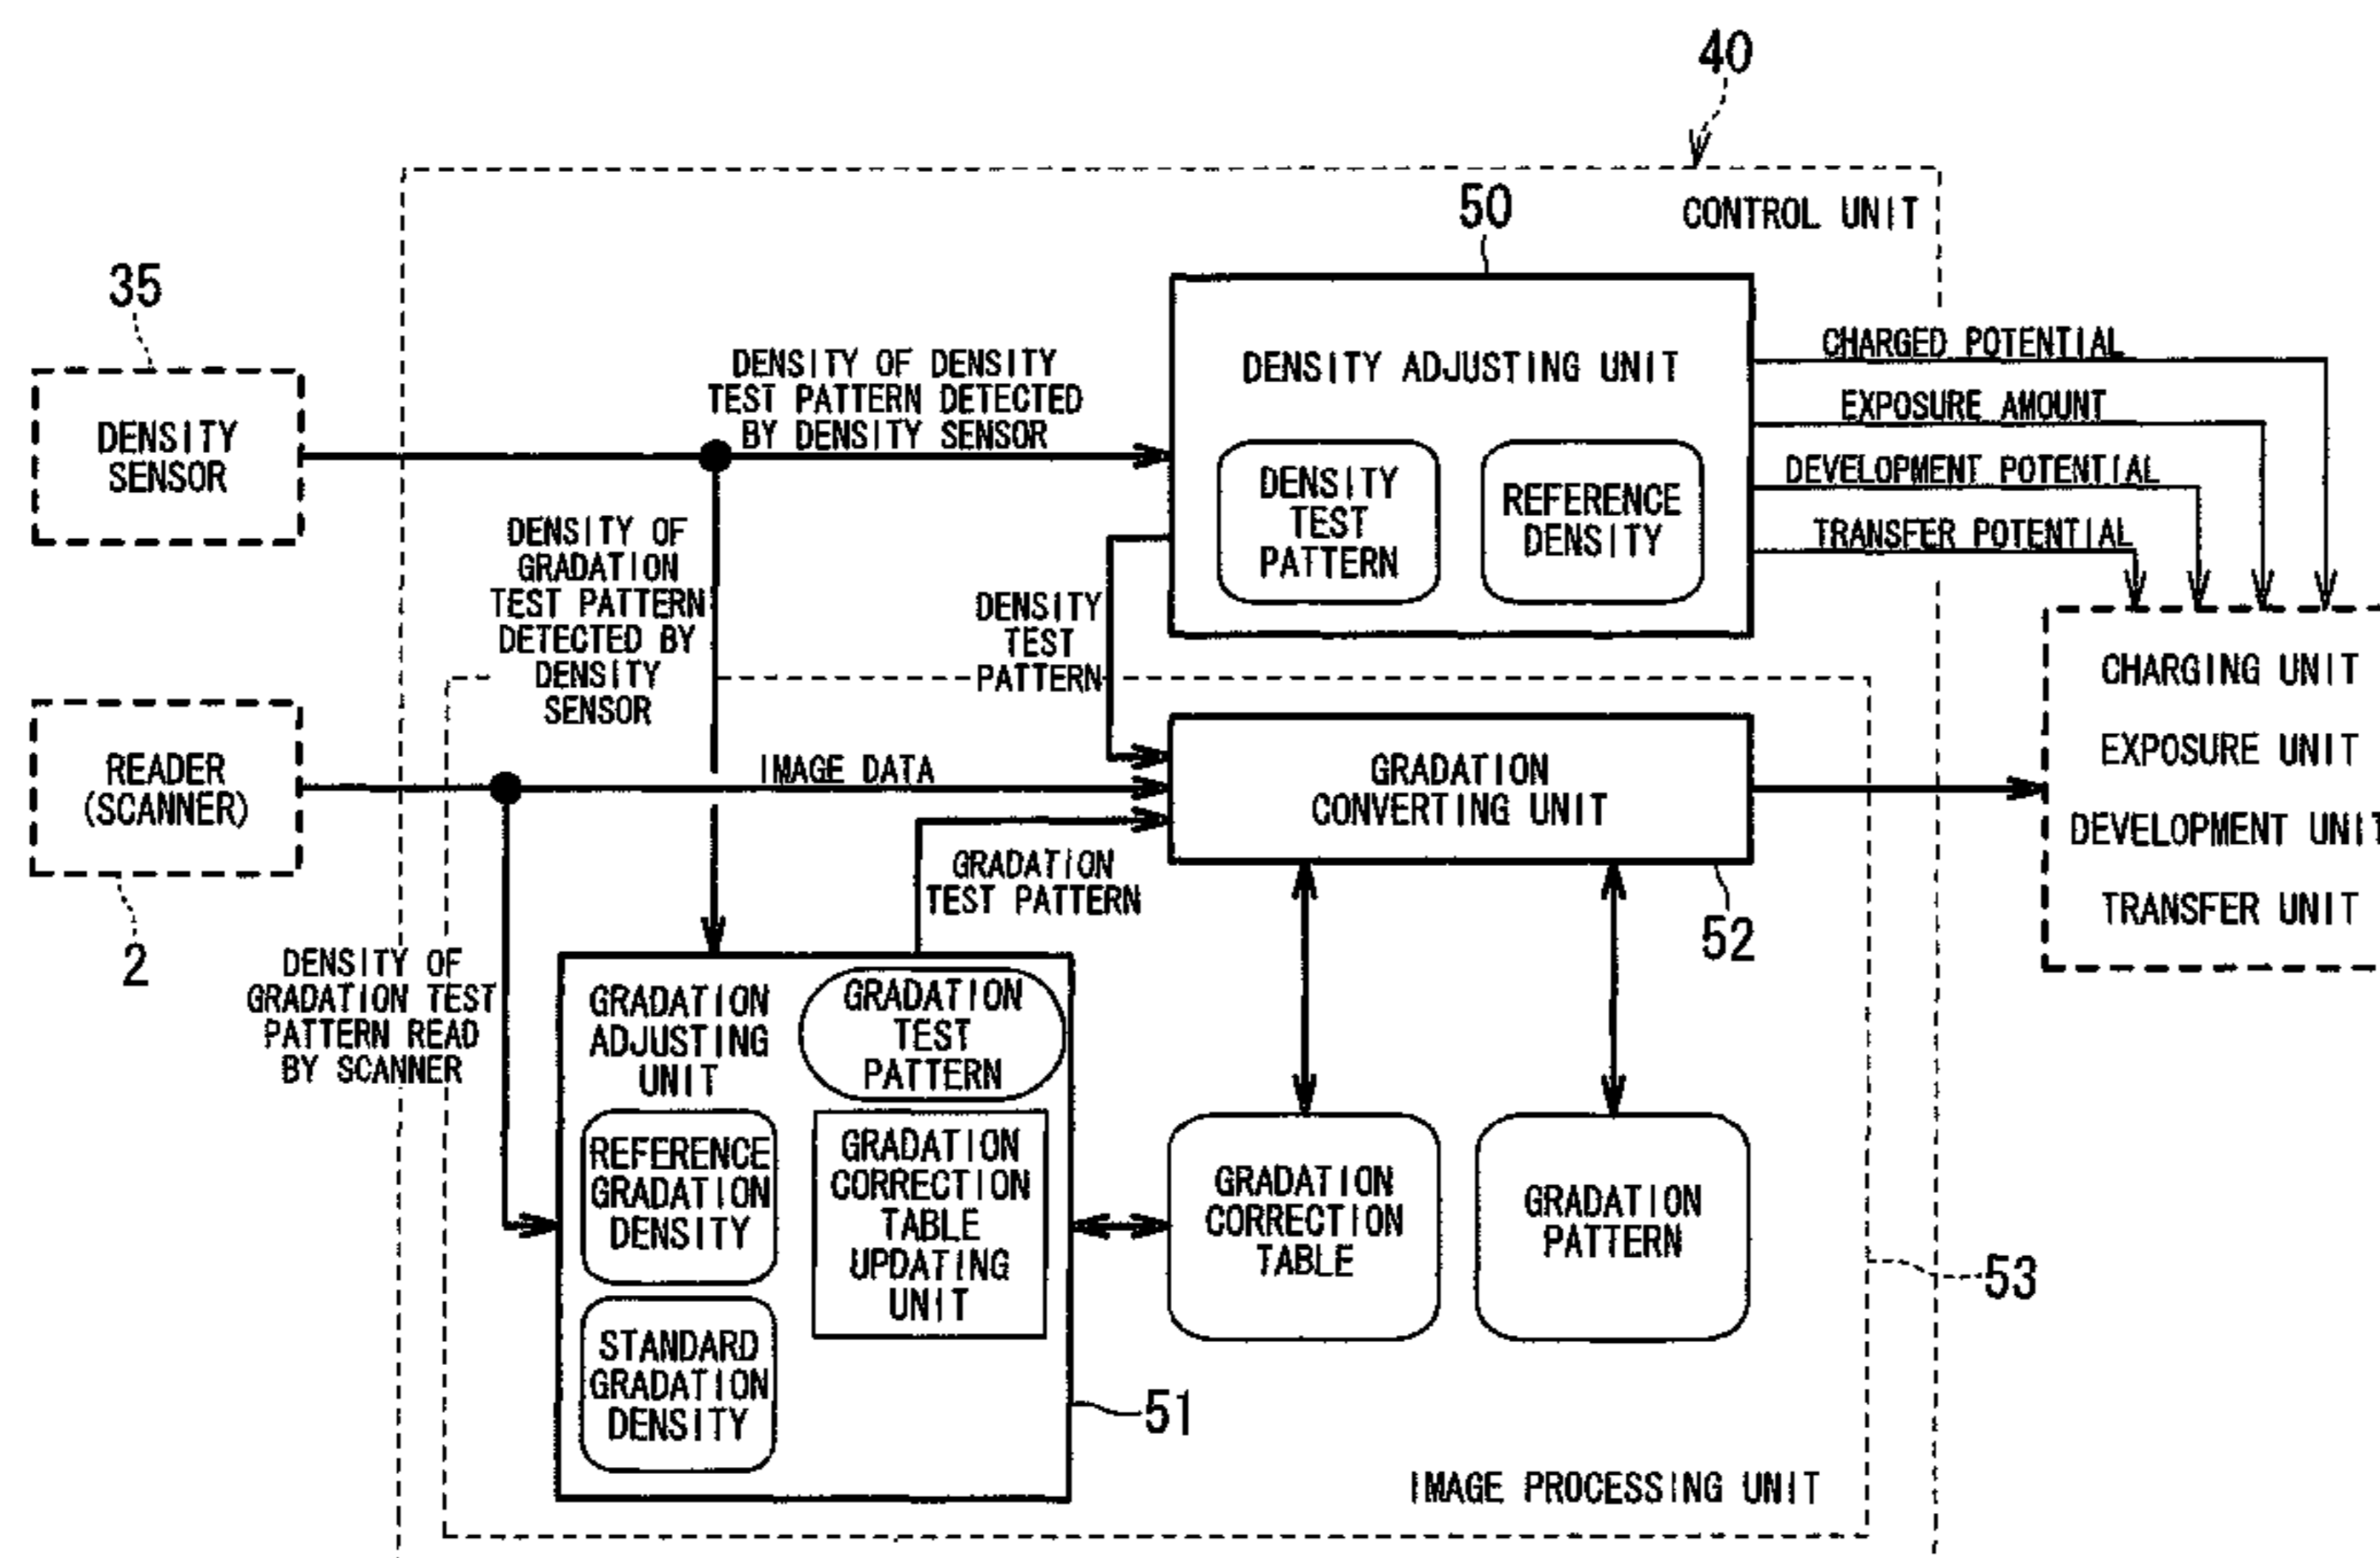 40
CONTROL UNIT
50
35
DENSITY
SENSOR
DENSITY OF DENSITY
TEST PATTERN DETECTED
BY DENSITY SENSOR
DENSITY ADJUSTING UNIT
DENSITY
TEST
PATTERN
REFERENCE
DENSITY
CHARGED POTENTIAL
EXPOSURE AMOUNT
DEVELOPMENT POTENTIAL
TRANSFER POTENTIAL
DENSITY OF
GRADATION
TEST PATTERN
DETECTED BY
DENSITY
SENSOR
DENSITY
TEST
PATTERN
READER
(SCANNER)
2
IMAGE DATA
GRADATION
CONVERTING UNIT
52
CHARGING UNIT
EXPOSURE UNIT
DEVELOPMENT UNIT
TRANSFER UNIT
GRADATION
TEST PATTERN
DENSITY OF
GRADATION TEST
PATTERN READ
BY SCANNER
GRADATION
ADJUSTING
UNIT
GRADATION
TEST
PATTERN
REFERENCE
GRADATION
DENSITY
GRADATION
CORRECTION
TABLE
UPDATING
UNIT
STANDARD
GRADATION
DENSITY
51
GRADATION
CORRECTION
TABLE
GRADATION
PATTERN
53
IMAGE PROCESSING UNIT